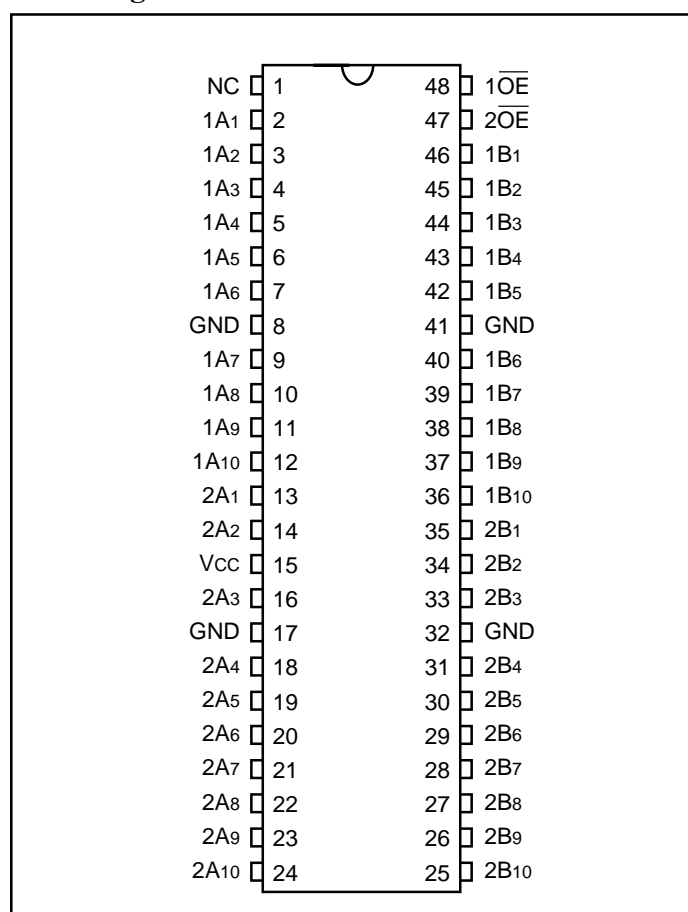 NC 1 48 1O̅E̅
1A1 2 47 2O̅E̅
1A2 3 46 1B1
1A3 4 45 1B2
1A4 5 44 1B3
1A5 6 43 1B4
1A6 7 42 1B5
GND 8 41 GND
1A7 9 40 1B6
1A8 10 39 1B7
1A9 11 38 1B8
1A10 12 37 1B9
2A1 13 36 1B10
2A2 14 35 2B1
VCC 15 34 2B2
2A3 16 33 2B3
GND 17 32 GND
2A4 18 31 2B4
2A5 19 30 2B5
2A6 20 29 2B6
2A7 21 28 2B7
2A8 22 27 2B8
2A9 23 26 2B9
2A10 24 25 2B10